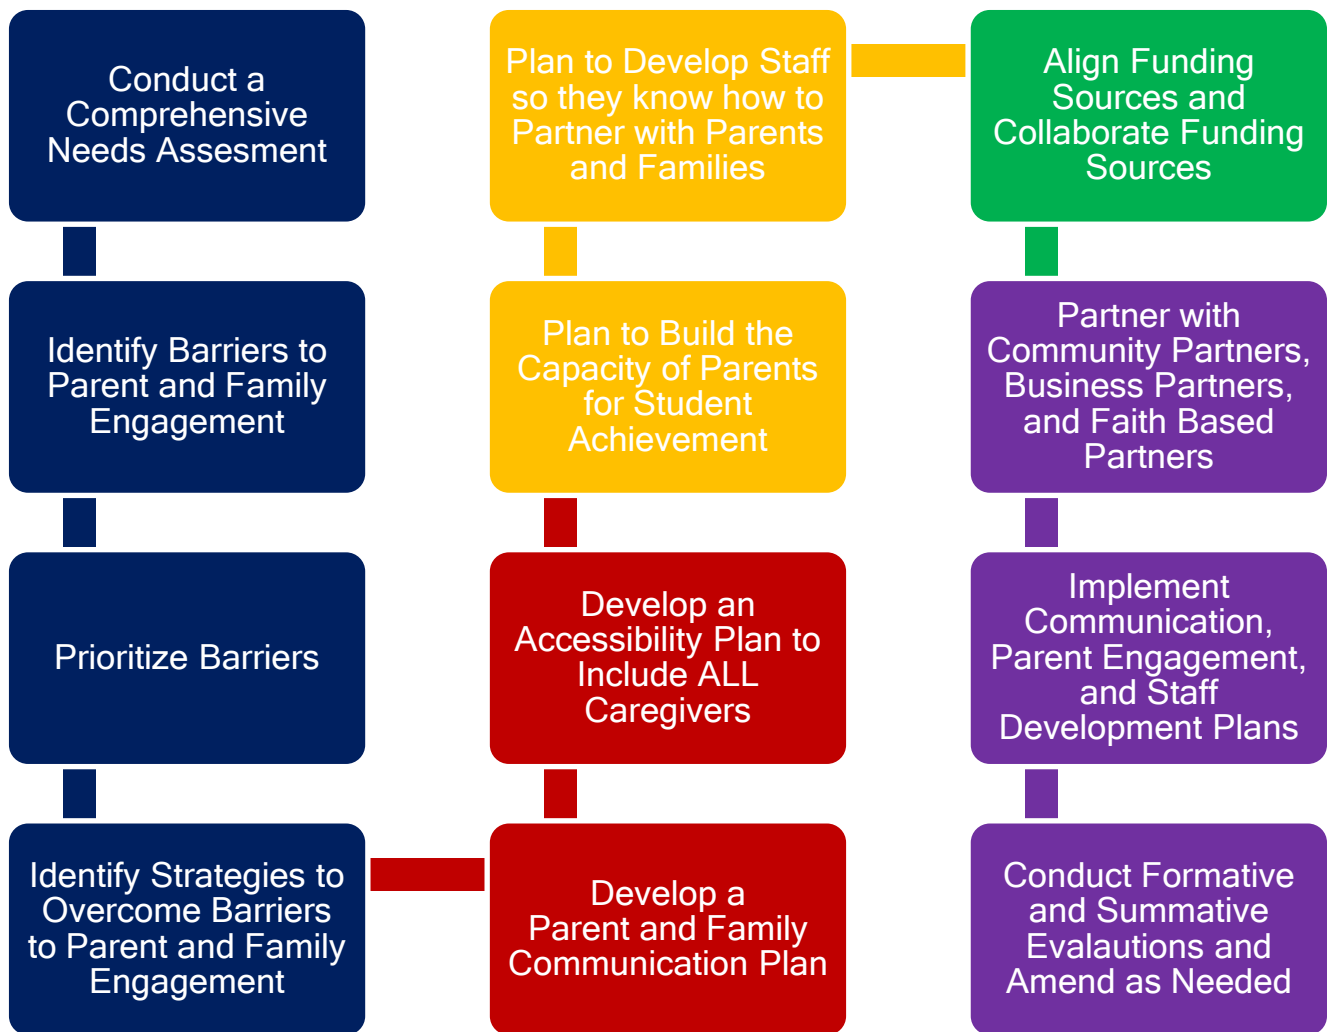 Conduct a
Comprehensive
Needs Assesment
Identify Barriers to
Parent and Family
Engagement
Prioritize Barriers
Identify Strategies to
Overcome Barriers
to Parent and Family
Engagement
Develop a
Parent and Family
Communication Plan
Develop an
Accessibility Plan to
Include ALL
Caregivers
Plan to Build the
Capacity of Parents
for Student
Achievement
Plan to Develop Staff
so they know how to
Partner with Parents
and Families
Align Funding
Sources and
Collaborate Funding
Sources
Partner with
Community Partners,
Business Partners,
and Faith Based
Partners
Implement
Communication,
Parent Engagement,
and Staff
Development Plans
Conduct Formative
and Summative
Evalautions and
Amend as Needed